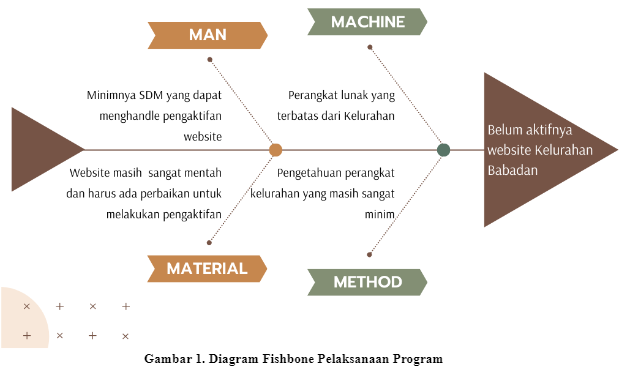 MAN
MACHINE
Minimnya SDM yang dapat
menghandle pengaktifan
website
Perangkat lunak yang
terbatas dari Kelurahan
Belum aktifnya
website Kelurahan
Babadan
Website masih sangat mentah
dan harus ada perbaikan untuk
melakukan pengaktifan
Pengetahuan perangkat
kelurahan yang masih sangat
minim
MATERIAL
METHOD
Gambar 1. Diagram Fishbone Pelaksanaan Program